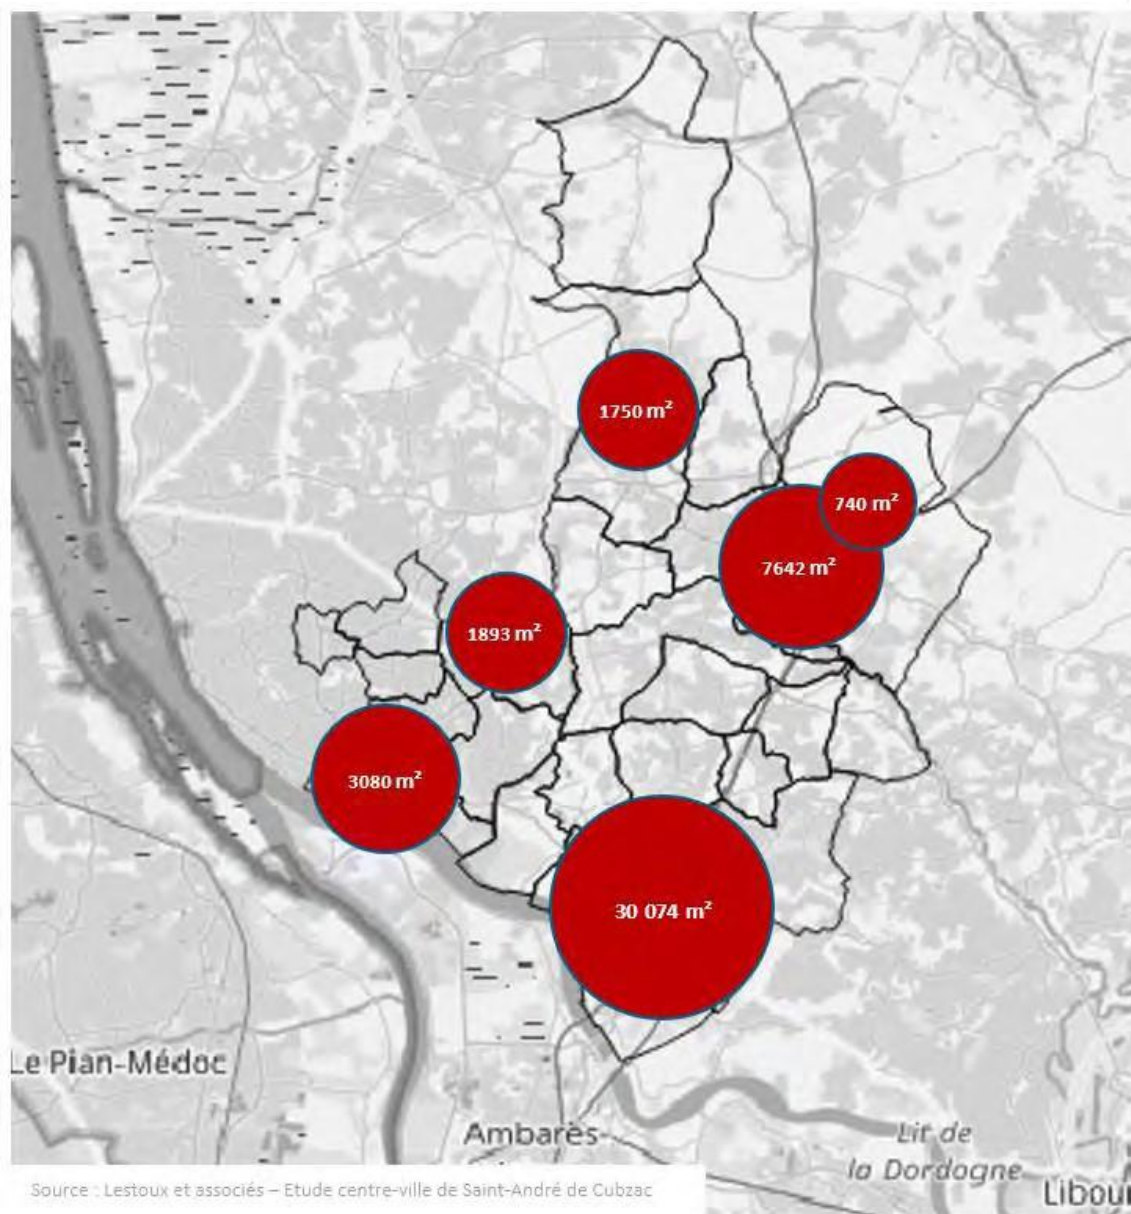 1750 m²
740 m²
7642 m²
1893 m²
3080 m²
30 074 m²
Le Pian-Médoc
Ambarès-
Lit de
la Dordogne
Libour
Source : Lestoux et associés – Etude centre-ville de Saint-André de Cubzac